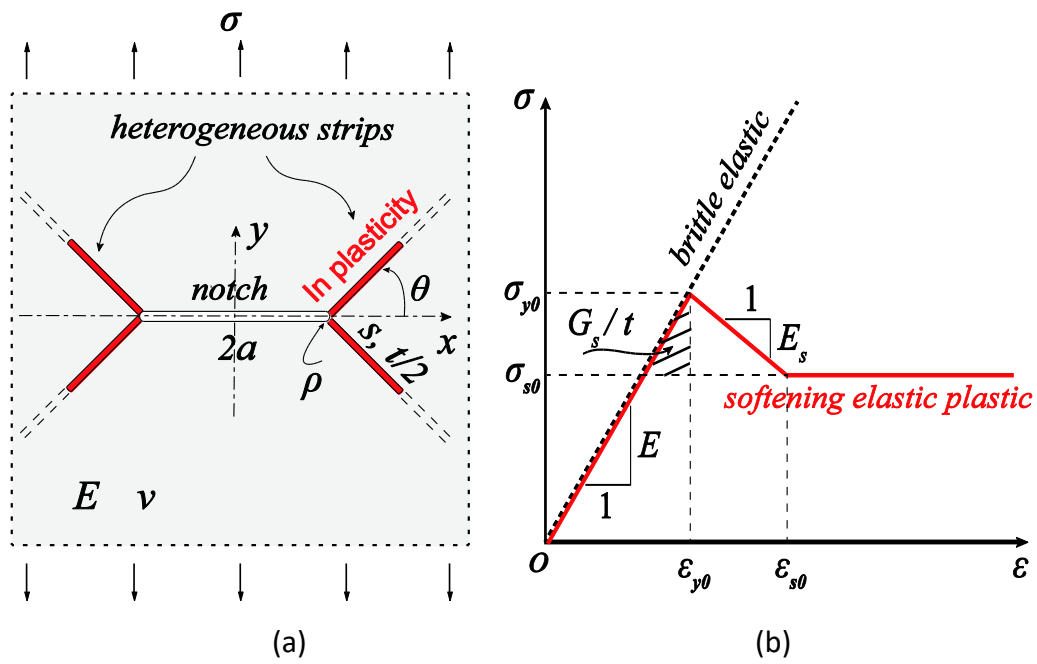 σ
heterogeneous strips
In plasticity
y
notch
θ
2a
ρ
s, t/2
x
E ν
(a)
σ
brittle elastic
σy0
1
Gs/t
Es
σs0
softening elastic plastic
E
1
O
εy0
εs0
ε
(b)